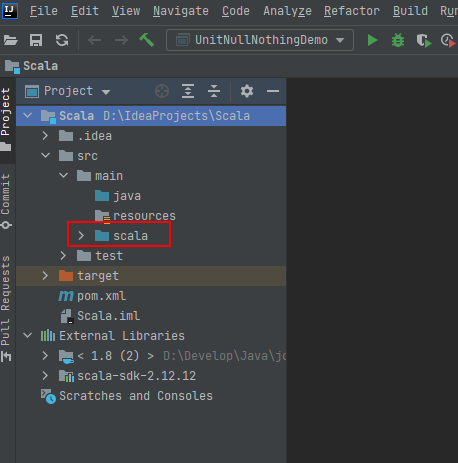 IJ File Edit View Navigate Code Analyze Refactor Build
UnitNullNothingDemo
Scala
Project
Project
Commit
Pull Requests
Scala D:\IdeaProjects\Scala
.idea
src
main
java
resources
scala
test
target
pom.xml
Scala.iml
External Libraries
< 1.8 (2) > D:\Develop\Java\j
scala-sdk-2.12.12
Scratches and Consoles